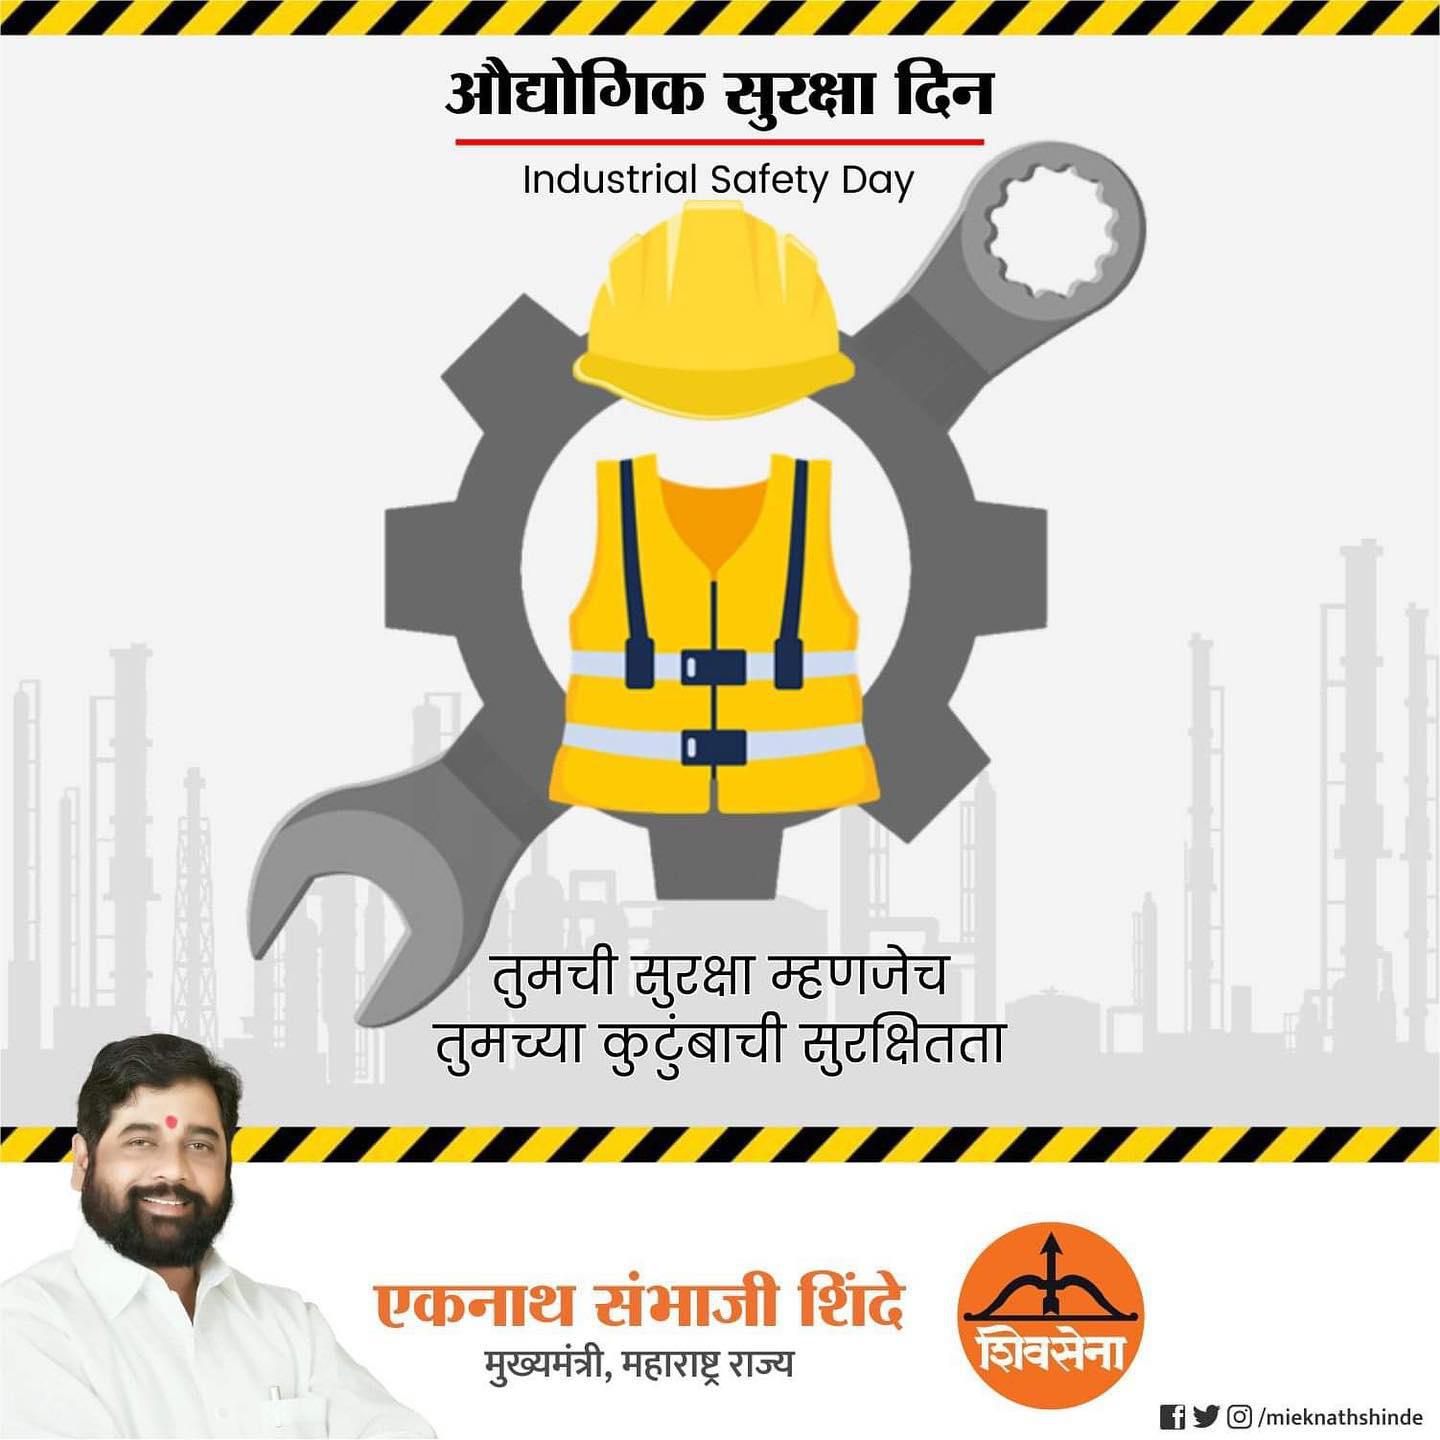 औद्योगिक सुरक्षा दिन
Industrial Safety Day
तुमची सुरक्षा म्हणजेच
तुमच्या कुटुंबाची सुरक्षितता
एकनाथ संभाजी शिंदे
मुख्यमंत्री, महाराष्ट्र राज्य
शिवसेना
/mieknathshinde